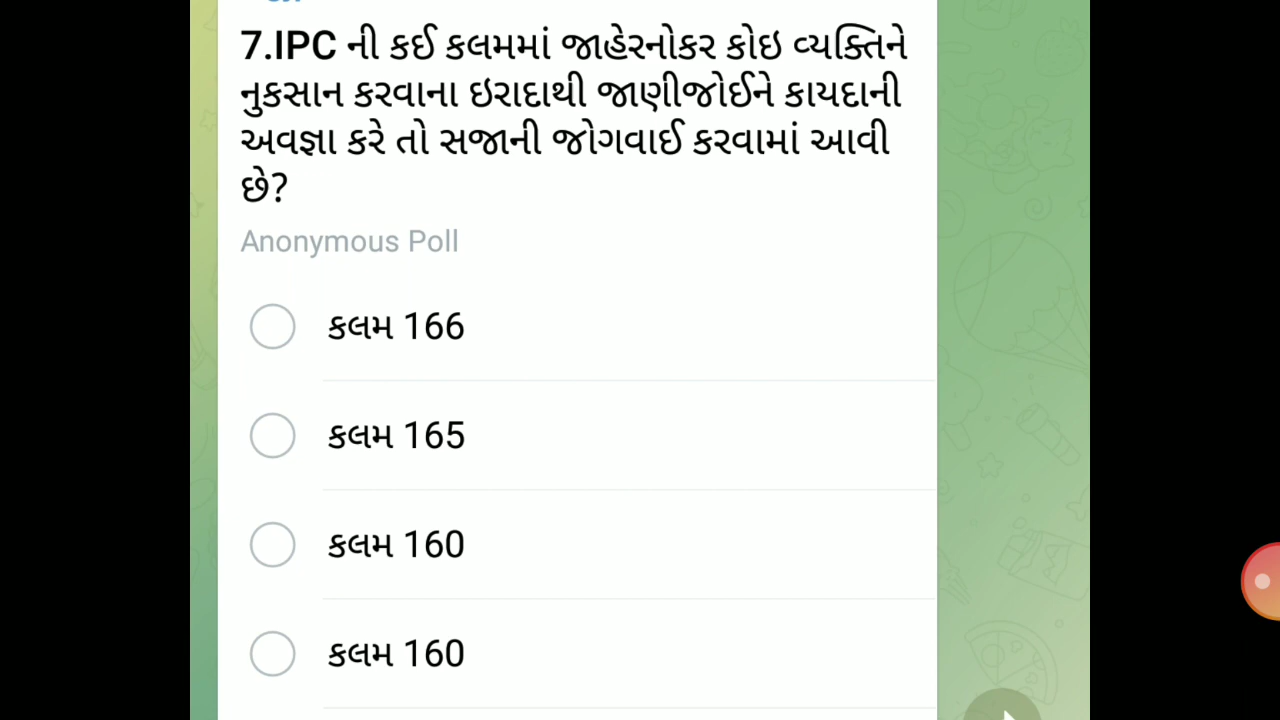 7.IPC ની કઈ કલમમાં જાહેરનોકર કોઇ વ્યક્તિને
નુકસાન કરવાના ઇરાદાથી જાણીજોઈને કાયદાની
અવજ્ઞા કરે તો સજાની જોગવાઈ કરવામાં આવી
છે?
Anonymous Poll
કલમ 166
કલમ 165
કલમ 160
કલમ 160